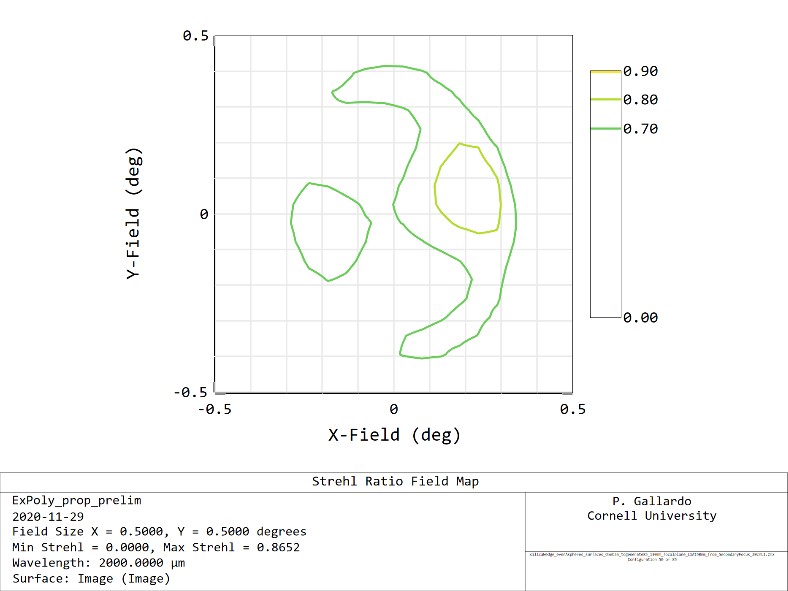 0.5
0
-0.5
Y-Field (deg)
-0.5
0
0.5
X-Field (deg)
0.90
0.80
0.70
0.00
Strehl Ratio Field Map
ExPoly_prop_prelim
2020-11-29
Field Size X = 0.5000, Y = 0.5000 degrees
Min Strehl = 0.0000, Max Strehl = 0.8652
Wavelength: 2000.0000 µm
Surface: Image (Image)
P. Gallardo
Cornell University